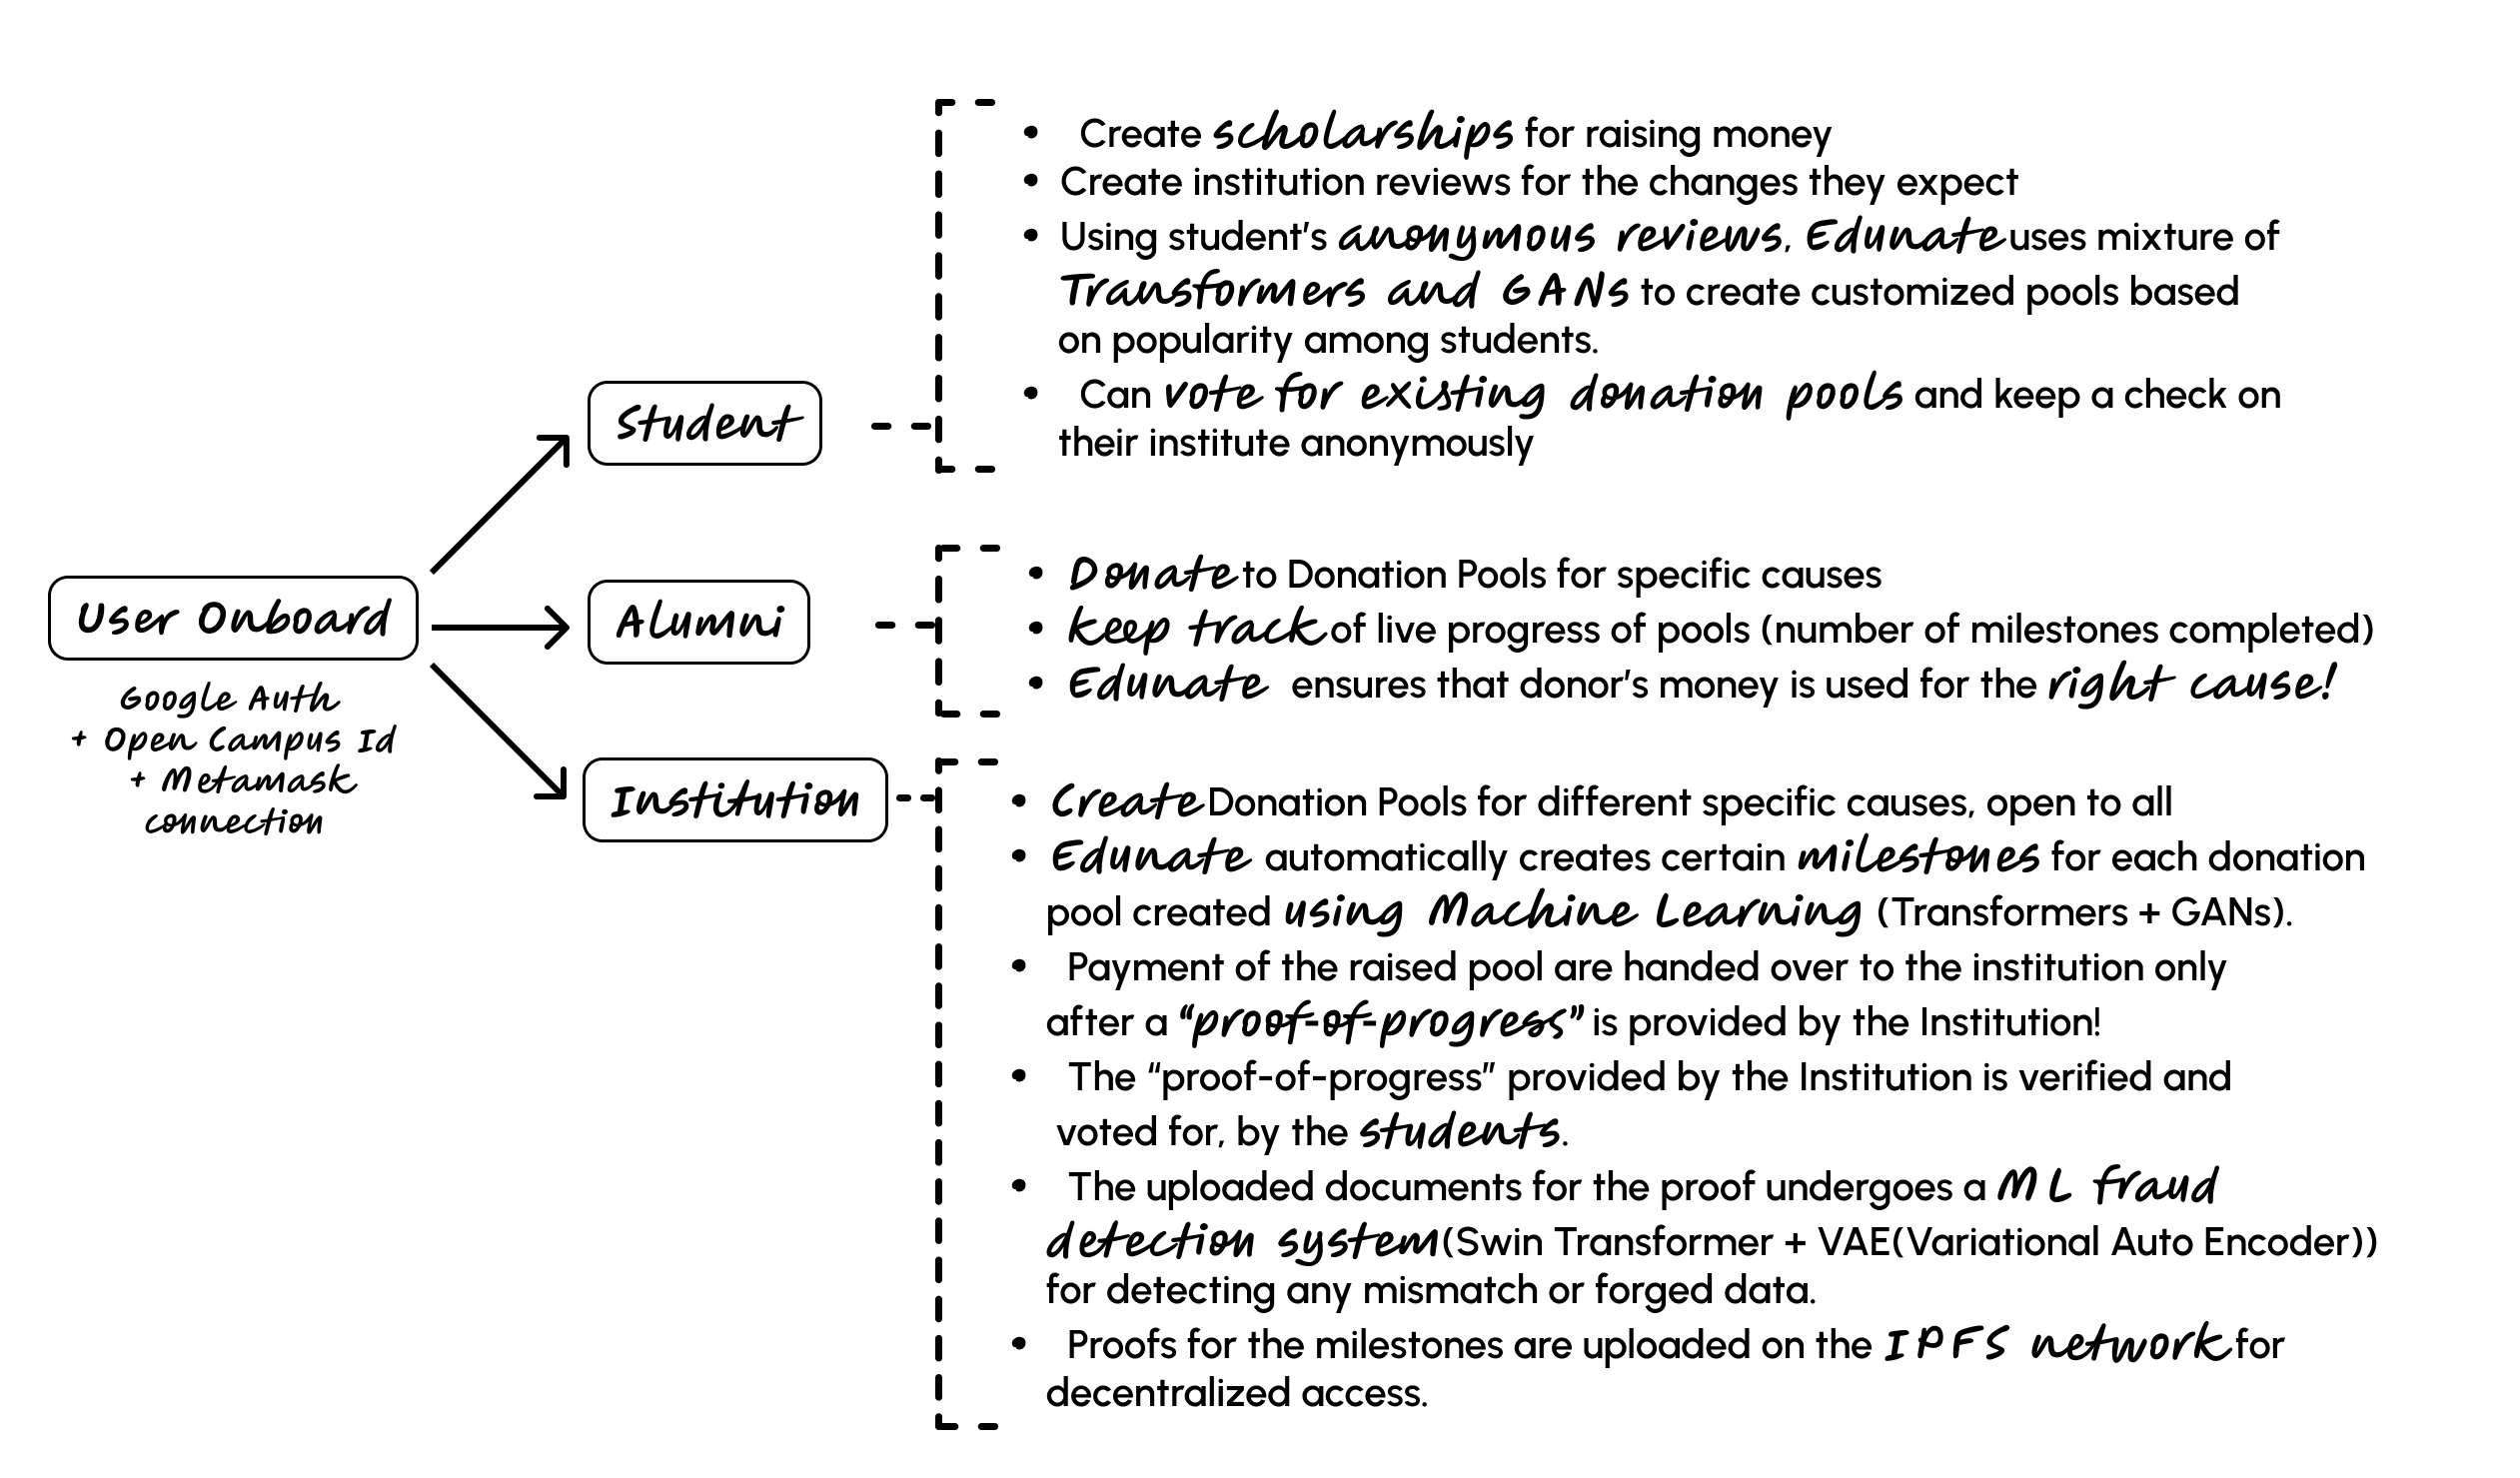 User Onboard
Google Auth
+ Open Campus Id
+ Metamask
connection
Student
• Create scholarships for raising money
• Create institution reviews for the changes they expect
• Using student's anonymous reviews, Edunate uses mixture of
Transformers and GANs to create customized pools based
on popularity among students.
• Can vote for existing donation pools and keep a check on
their institute anonymously
Alumni
• Donate to Donation Pools for specific causes
• keep track of live progress of pools (number of milestones completed)
• Edunate ensures that donor's money is used for the right cause!
Institution
• Create Donation Pools for different specific causes, open to all
• Edunate automatically creates certain milestones for each donation
pool created using Machine Learning (Transformers + GANs).
• Payment of the raised pool are handed over to the institution only
after a “proof-of-progress” is provided by the Institution!
• The “proof-of-progress” provided by the Institution is verified and
voted for, by the students.
• The uploaded documents for the proof undergoes a ML fraud
detection system(Swin Transformer + VAE(Variational Auto Encoder))
for detecting any mismatch or forged data.
• Proofs for the milestones are uploaded on the IPFS network for
decentralized access.